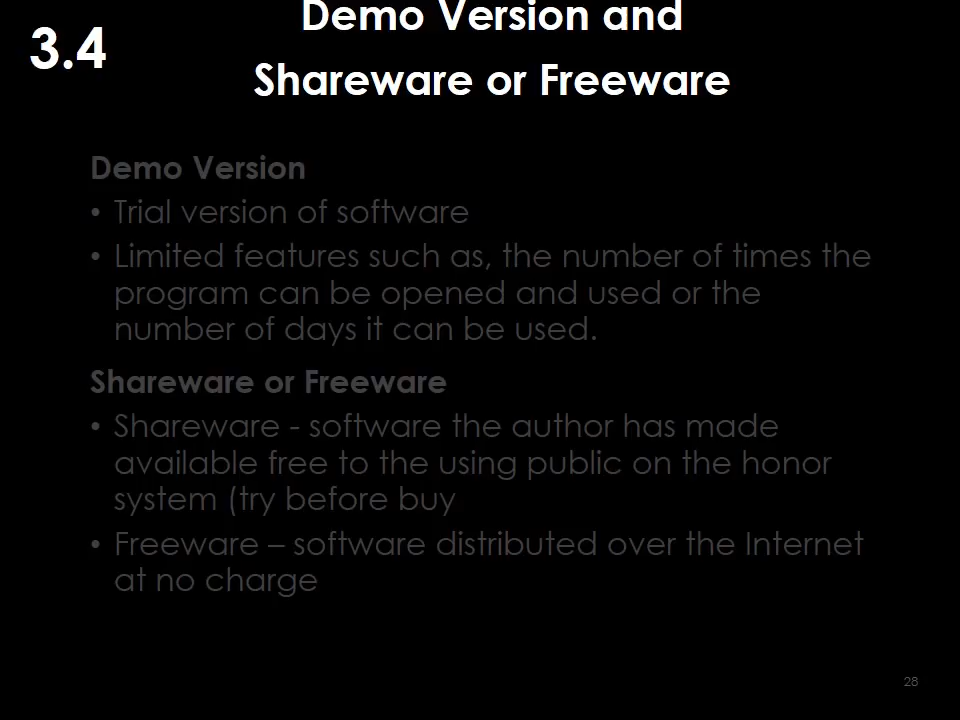 3.4
Demo Version and
Shareware or Freeware
Demo Version
• Trial version of software
• Limited features such as, the number of times the
program can be opened and used or the
number of days it can be used.
Shareware or Freeware
• Shareware - software the author has made
available free to the using public on the honor
system (try before buy
• Freeware – software distributed over the Internet
at no charge
28